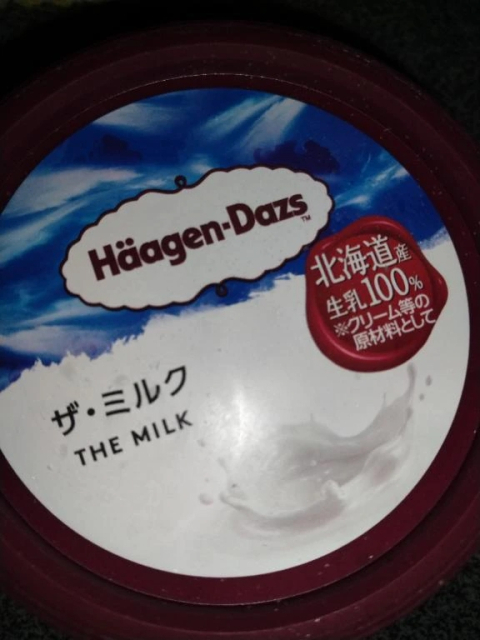 Häagen-Dazs™
北海道産
生乳100%
※クリーム等の
原材料として
ザ・ミルク
THE MILK